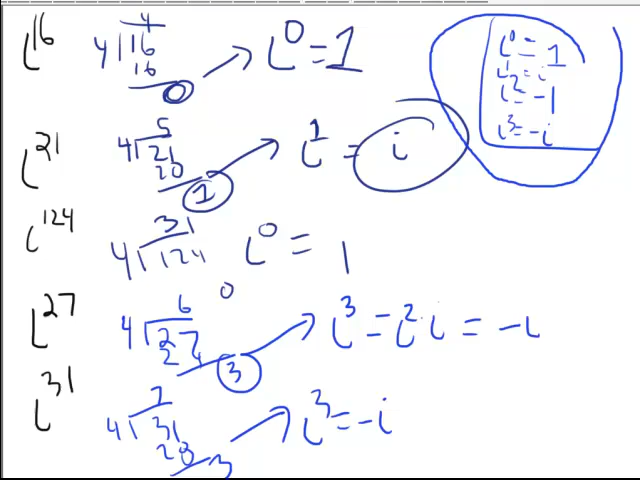 i^16 4 4|16 16 0 → i^0 = 1
i^0 = 1
i^1 = i
i^2 = -1
i^3 = -i
i^21 5 4|21 20 1 → i^1 = i
i^124 31 4|124 0 i^0 = 1
i^27 6 4|27 24 3 → i^3 = i^2·i = -i
i^31 7 4|31 28 3 → i^3 = -i